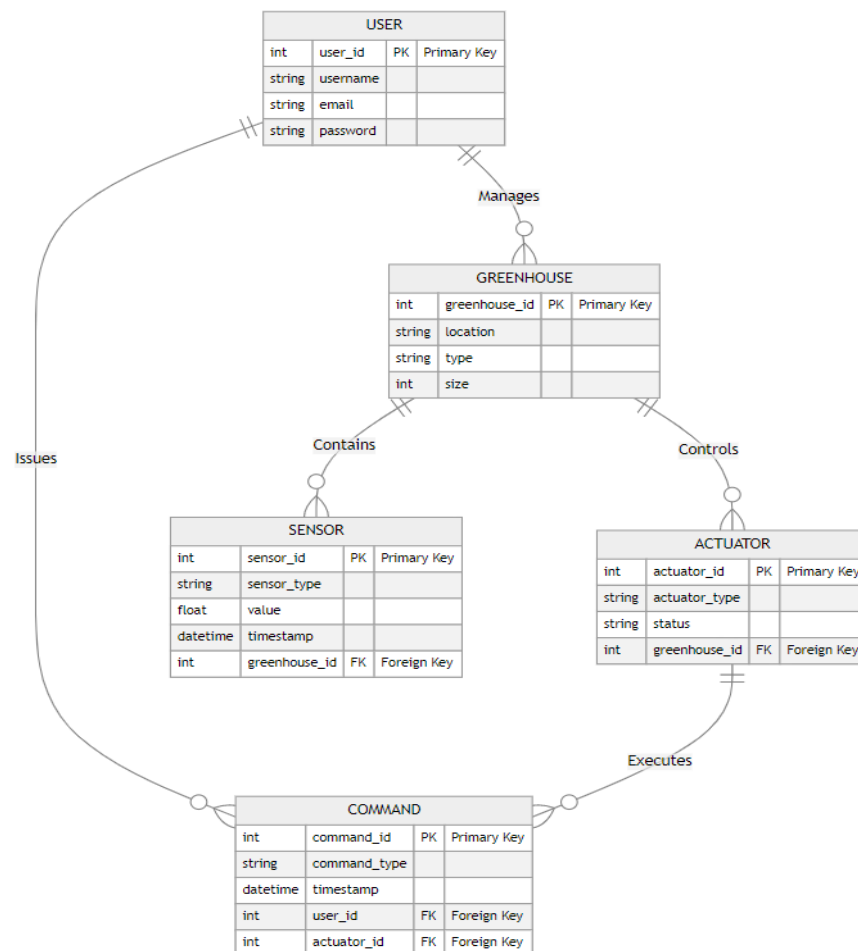 USER
int user_id PK Primary Key
string username
string email
string password
Manages
GREENHOUSE
int greenhouse_id PK Primary Key
string location
string type
int size
Issues
Contains
Controls
SENSOR
int sensor_id PK Primary Key
string sensor_type
float value
datetime timestamp
int greenhouse_id FK Foreign Key
ACTUATOR
int actuator_id PK Primary Key
string actuator_type
string status
int greenhouse_id FK Foreign Key
Executes
COMMAND
int command_id PK Primary Key
string command_type
datetime timestamp
int user_id FK Foreign Key
int actuator_id FK Foreign Key